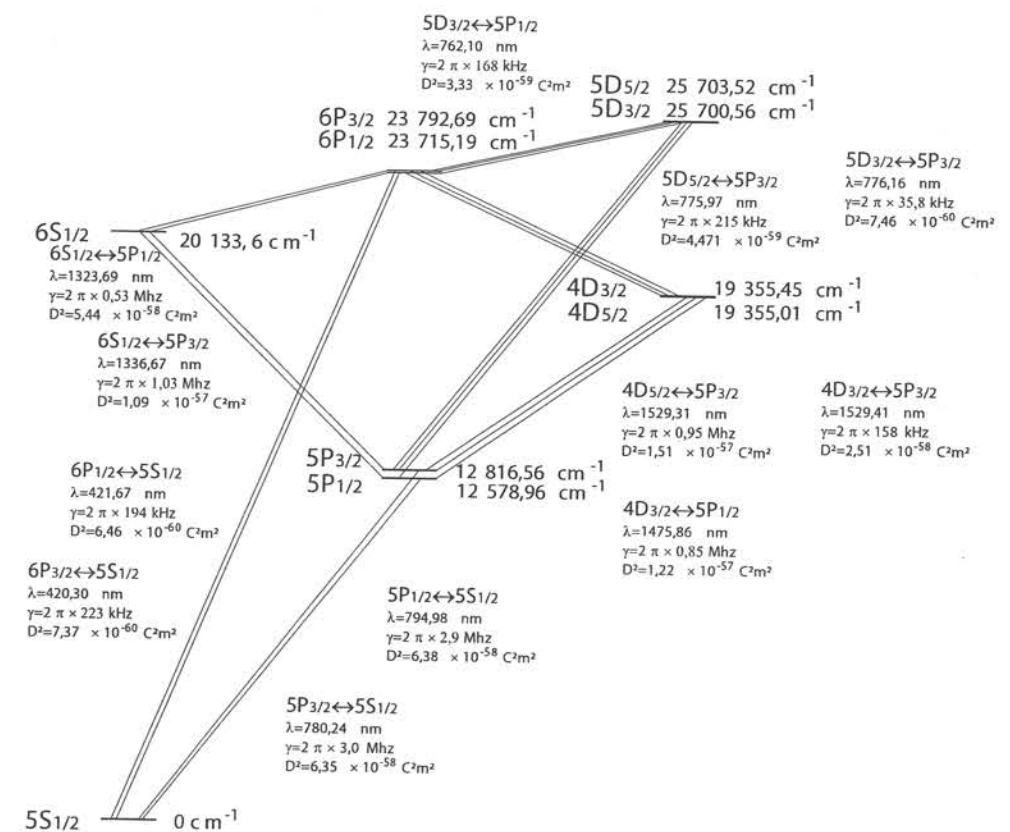 5D3/2↔5P1/2
λ=762,10 nm
γ=2 π × 168 kHz
D²=3,33 × 10⁻⁵⁹ C²m²
5D5/2 25 703,52 cm⁻¹
5D3/2 25 700,56 cm⁻¹
6P3/2 23 792,69 cm⁻¹
6P1/2 23 715,19 cm⁻¹
5D5/2↔5P3/2
λ=775,97 nm
γ=2 π × 215 kHz
D²=4,471 × 10⁻⁵⁹ C²m²
5D3/2↔5P3/2
λ=776,16 nm
γ=2 π × 35,8 kHz
D²=7,46 × 10⁻⁶⁰ C²m²
6S1/2 20 133,6 cm⁻¹
6S1/2↔5P1/2
λ=1323,69 nm
γ=2 π × 0,53 Mhz
D²=5,44 × 10⁻⁵⁸ C²m²
6S1/2↔5P3/2
λ=1336,67 nm
γ=2 π × 1,03 Mhz
D²=1,09 × 10⁻⁵⁷ C²m²
4D3/2 19 355,45 cm⁻¹
4D5/2 19 355,01 cm⁻¹
4D5/2↔5P3/2
λ=1529,31 nm
γ=2 π × 0,95 Mhz
D²=1,51 × 10⁻⁵⁷ C²m²
4D3/2↔5P3/2
λ=1529,41 nm
γ=2 π × 158 kHz
D²=2,51 × 10⁻⁵⁸ C²m²
5P3/2 12 816,56 cm⁻¹
5P1/2 12 578,96 cm⁻¹
6P1/2↔5S1/2
λ=421,67 nm
γ=2 π × 194 kHz
D²=6,46 × 10⁻⁶⁰ C²m²
4D3/2↔5P1/2
λ=1475,86 nm
γ=2 π × 0,85 Mhz
D²=1,22 × 10⁻⁵⁷ C²m²
6P3/2↔5S1/2
λ=420,30 nm
γ=2 π × 223 kHz
D²=7,37 × 10⁻⁶⁰ C²m²
5P1/2↔5S1/2
λ=794,98 nm
γ=2 π × 2,9 Mhz
D²=6,38 × 10⁻⁵⁸ C²m²
5P3/2↔5S1/2
λ=780,24 nm
γ=2 π × 3,0 Mhz
D²=6,35 × 10⁻⁵⁸ C²m²
5S1/2 0 cm⁻¹